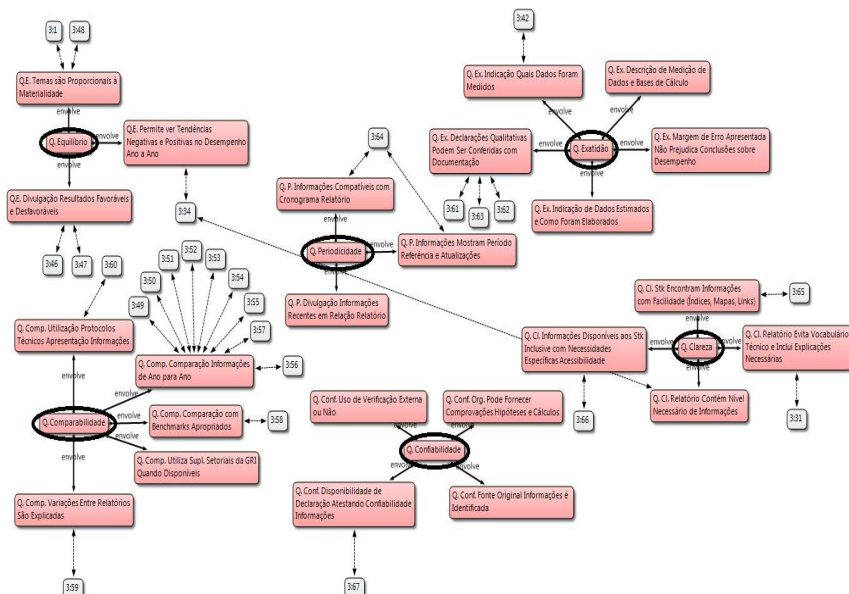 3:1
3:48
Q.E. Temas são Proporcionais à
Materialidade
envolve
Q. Equilíbrio
envolve
Q.E. Permite ver Tendências
Negativas e Positivas no Desempenho
Ano a Ano
envolve
Q.E. Divulgação Resultados Favoráveis
e Desfavoráveis
3:34
3:46
3:47
3:60
3:42
Q. Ex. Indicação Quais Dados Foram
Medidos
Q. Ex. Descrição de Medição de
Dados e Bases de Cálculo
envolve
envolve
Q. Ex. Declarações Qualitativas
Podem Ser Conferidas com
Documentação
envolve
Q. Exatidão
envolve
Q. Ex. Margem de Erro Apresentada
Não Prejudica Conclusões sobre
Desempenho
envolve
3:61
3:63
3:62
Q. Ex. Indicação de Dados Estimados
e Como Foram Elaborados
3:64
Q. P. Informações Compatíveis com
Cronograma Relatório
envolve
Q. Periodicidade
envolve
Q. P. Informações Mostram Período
Referência e Atualizações
envolve
Q. P. Divulgação Informações
Recentes em Relação Relatório
3:49
3:50
3:51
3:52
3:53
3:54
3:55
3:57
Q. Comp. Utilização Protocolos
Técnicos Apresentação Informações
envolve
Q. Comp. Comparação Informações
de Ano para Ano
3:56
envolve
Q. Comparabilidade
envolve
Q. Comp. Comparação com
Benchmarks Apropriados
3:58
envolve
Q. Comp. Utiliza Supl. Setoriais da GRI
Quando Disponíveis
envolve
Q. Comp. Variações Entre Relatórios
São Explicadas
3:59
Q. Cl. Stk Encontram Informações
com Facilidade (Índices, Mapas, Links)
3:65
envolve
Q. Cl. Informações Disponíveis aos Stk
Inclusive com Necessidades
Específicas Acessibilidade
envolve
Q. Clareza
envolve
Q. Cl. Relatório Evita Vocabulário
Técnico e Inclui Explicações
Necessárias
envolve
Q. Cl. Relatório Contém Nível
Necessário de Informações
3:66
3:31
Q. Conf. Uso de Verificação Externa
ou Não
Q. Conf. Org. Pode Fornecer
Comprovações Hipóteses e Cálculos
envolve
envolve
Q. Confiabilidade
envolve
envolve
Q. Conf. Disponibilidade de
Declaração Atestando Confiabilidade
Informações
Q. Conf. Fonte Original Informações é
Identificada
3:67